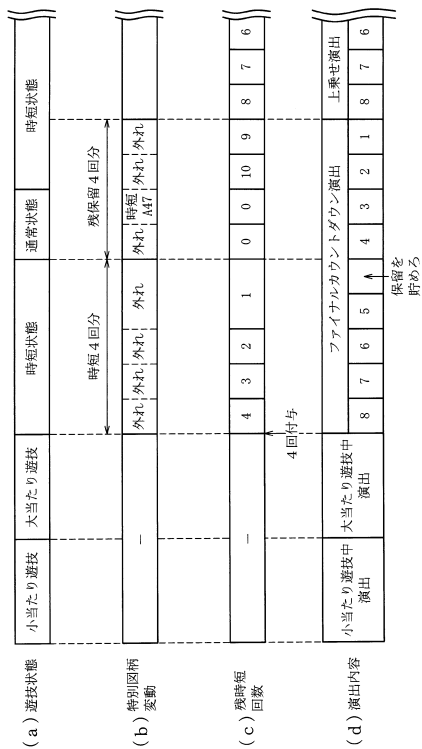 (a) 遊技状態
小当たり遊技
大当たり遊技
時短状態
通常状態
時短状態
時短4回分
残保留4回分
(b) 特別図柄
変動
―
外れ
外れ
外れ
外れ
外れ
時短
A47
外れ
外れ
(c) 残時短
回数
―
4
3
2
1
0
0
10
9
8
7
6
4回付与
(d) 演出内容
小当たり遊技中
演出
大当たり遊技中
演出
ファイナルカウントダウン演出
上乗せ演出
8
7
6
5
4
3
2
1
8
7
6
保留を
貯めろ